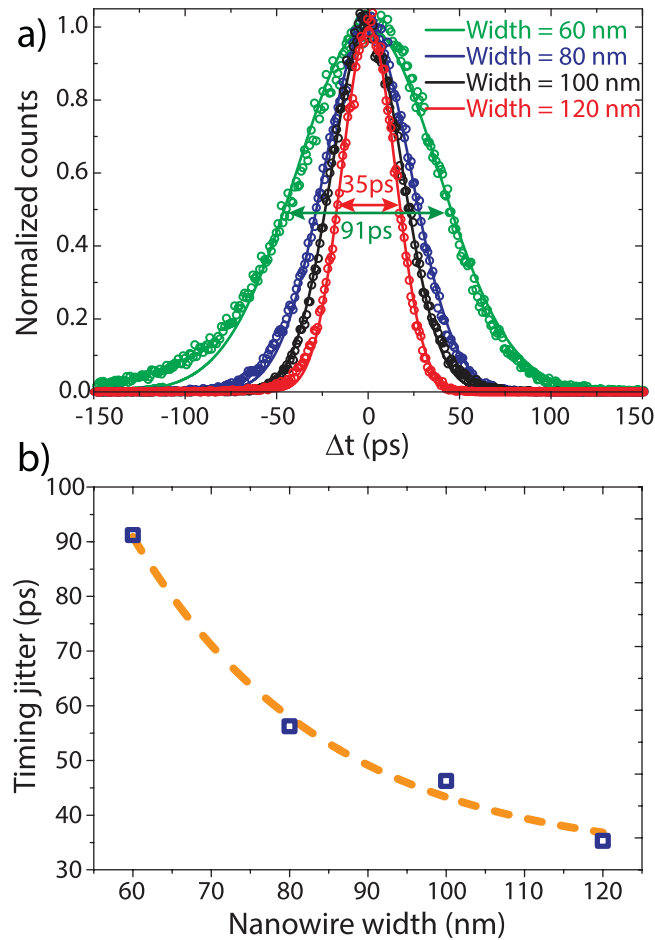 a)
Width = 60 nm
Width = 80 nm
Width = 100 nm
Width = 120 nm
35ps
91ps
Normalized counts
1.0
0.8
0.6
0.4
0.2
0.0
-150 -100 -50 0 50 100 150
Δt (ps)
b)
Timing jitter (ps)
100
90
80
70
60
50
40
30
60 70 80 90 100 110 120
Nanowire width (nm)